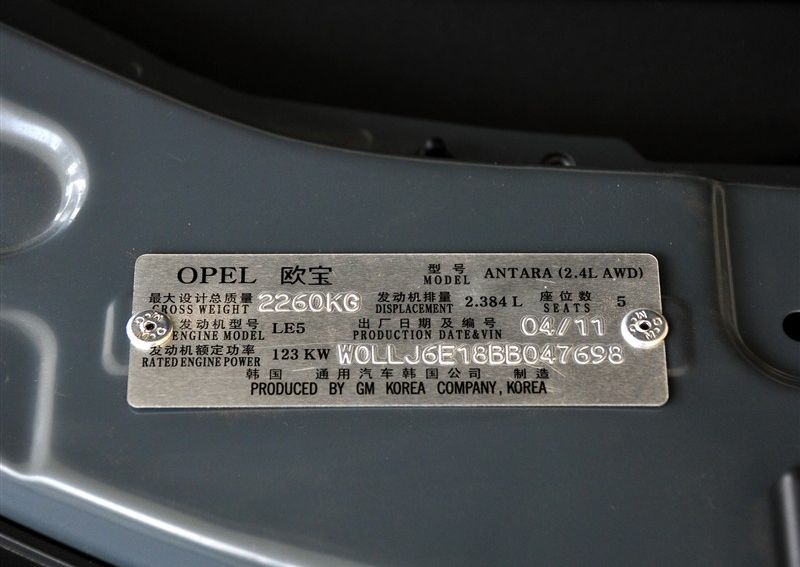 OPEL 欧宝 型号 MODEL ANTARA (2.4L AWD)
最大设计总质量 GROSS WEIGHT 2260KG 发动机排量 DISPLACEMENT 2.384 L 座位数 SEATS 5
发动机型号 ENGINE MODEL LE5 出厂日期及编号 PRODUCTION DATE&VIN 04/11
发动机额定功率 RATED ENGINE POWER 123 KW W0LLJ6E18BB047698
韩国 通用汽车韩国公司 制造
PRODUCED BY GM KOREA COMPANY, KOREA